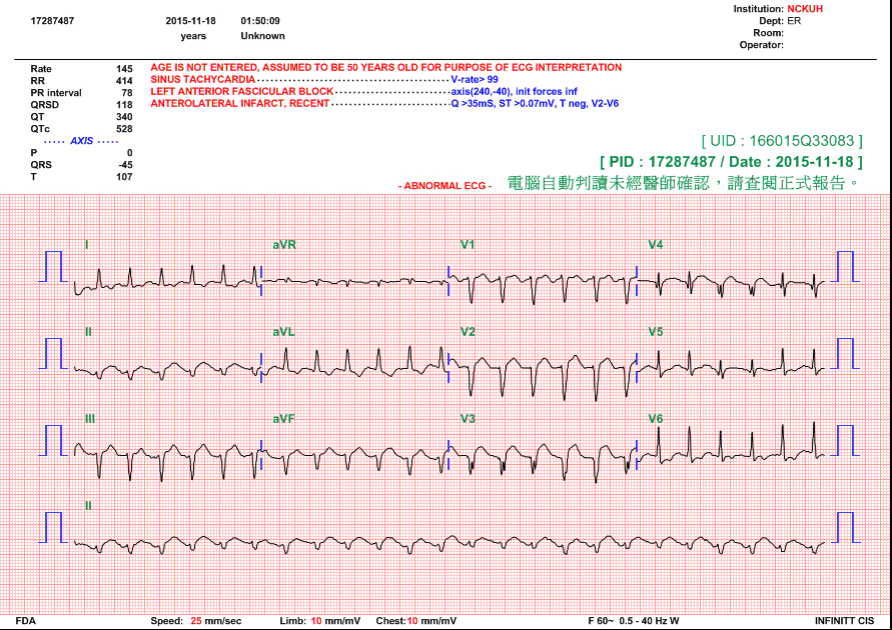 Institution: NCKUH
17287487 2015-11-18 01:50:09 Dept: ER
years Unknown Room:
Operator:
Rate 145 AGE IS NOT ENTERED, ASSUMED TO BE 50 YEARS OLD FOR PURPOSE OF ECG INTERPRETATION
RR 414 SINUS TACHYCARDIA - - - - - - - - - - - - - - - - - - - - - - - - - - - - - - - - - - - V-rate> 99
PR interval 78 LEFT ANTERIOR FASCICULAR BLOCK - - - - - - - - - - - - - - - - - - - - - axis(240,-40), init forces inf
QRSD 118 ANTEROLATERAL INFARCT, RECENT - - - - - - - - - - - - - - - - - - - - - Q >35mS, ST >0.07mV, T neg, V2-V6
QT 340
QTc 528
----- AXIS -----
P 0
QRS -45
T 107
[ UID : 166015Q33083 ]
[ PID : 17287487 / Date : 2015-11-18 ]
- ABNORMAL ECG - 電腦自動判讀未經醫師確認，請查閱正式報告。
I aVR V1 V4
II aVL V2 V5
III aVF V3 V6
II
FDA Speed: 25 mm/sec Limb: 10 mm/mV Chest: 10 mm/mV F 60~ 0.5 - 40 Hz W INFINITT CIS